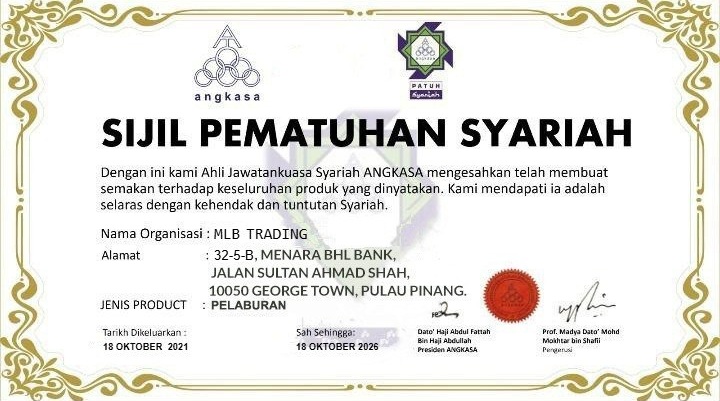 angkasa
PATUH
Syariah
SIJIL PEMATUHAN SYARIAH
Dengan ini kami Ahli Jawatankuasa Syariah ANGKASA mengesahkan telah membuat
semakan terhadap keseluruhan produk yang dinyatakan. Kami mendapati ia adalah
selaras dengan kehendak dan tuntutan Syariah.
Nama Organisasi : MLB TRADING
Alamat : 32-5-B, MENARA BHL BANK,
JALAN SULTAN AHMAD SHAH,
10050 GEORGE TOWN, PULAU PINANG.
JENIS PRODUCT : PELABURAN
Tarikh Dikeluarkan :
18 OKTOBER 2021
Sah Sehingga:
18 OKTOBER 2026
Dato' Haji Abdul Fattah
Bin Haji Abdullah
Presiden ANGKASA
Prof. Madya Dato' Mohd
Mokhtar bin Shafii
Pengerusi